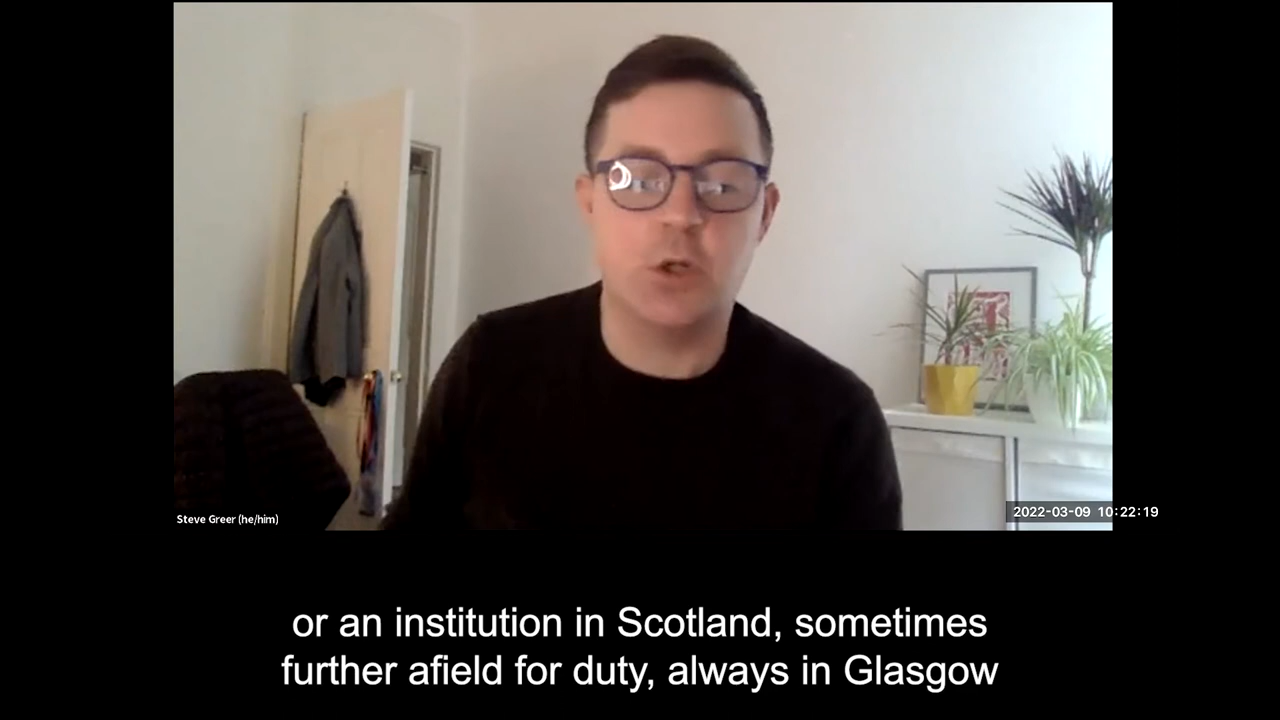 Steve Greer (he/him)
2022-03-09 10:22:19
or an institution in Scotland, sometimes
further afield for duty, always in Glasgow